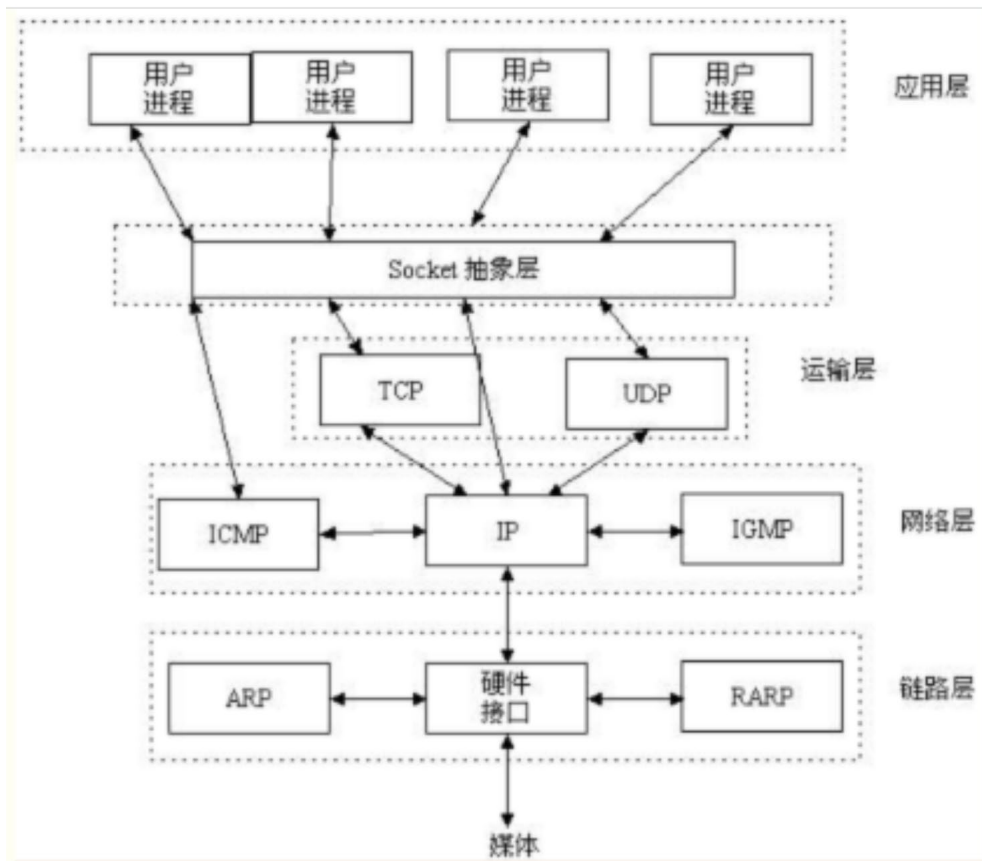 用户
进程
用户
进程
用户
进程
用户
进程
应用层
Socket 抽象层
运输层
TCP
UDP
网络层
ICMP
IP
IGMP
链路层
ARP
硬件
接口
RARP
媒体